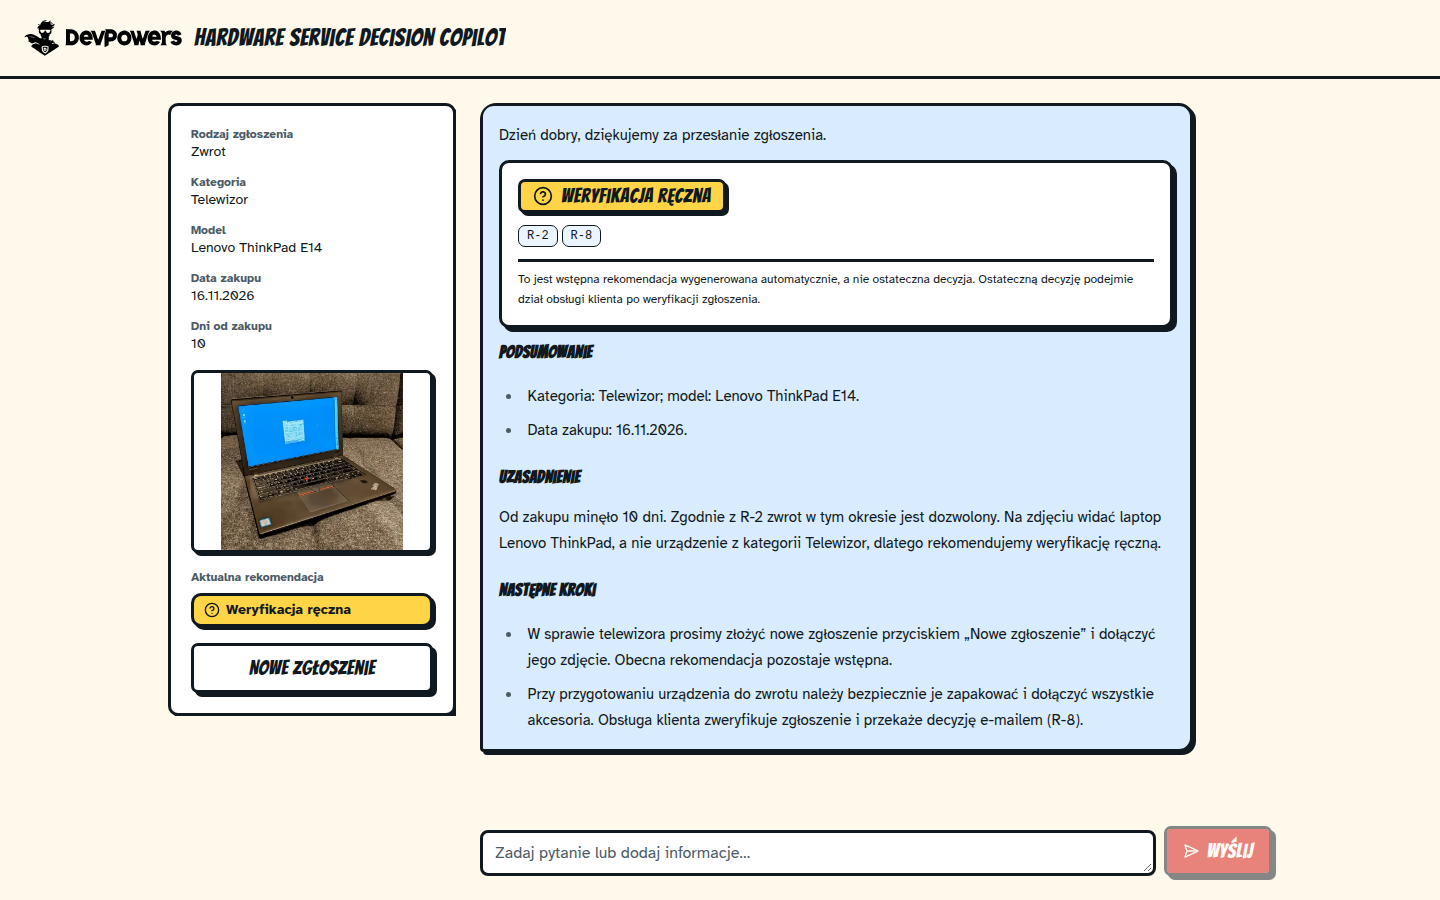 DevPowers HARDWARE SERVICE DECISION COPILOT
Rodzaj zgłoszenia
Zwrot
Kategoria
Telewizor
Model
Lenovo ThinkPad E14
Data zakupu
16.11.2026
Dni od zakupu
10
Aktualna rekomendacja
Weryfikacja ręczna
NOWE ZGŁOSZENIE
Dzień dobry, dziękujemy za przesłanie zgłoszenia.
WERYFIKACJA RĘCZNA
R-2 R-8
To jest wstępna rekomendacja wygenerowana automatycznie, a nie ostateczna decyzja. Ostateczną decyzję podejmie
dział obsługi klienta po weryfikacji zgłoszenia.
PODSUMOWANIE
Kategoria: Telewizor; model: Lenovo ThinkPad E14.
Data zakupu: 16.11.2026.
UZASADNIENIE
Od zakupu minęło 10 dni. Zgodnie z R-2 zwrot w tym okresie jest dozwolony. Na zdjęciu widać laptop
Lenovo ThinkPad, a nie urządzenie z kategorii Telewizor, dlatego rekomendujemy weryfikację ręczną.
NASTĘPNE KROKI
W sprawie telewizora prosimy złożyć nowe zgłoszenie przyciskiem „Nowe zgłoszenie” i dołączyć
jego zdjęcie. Obecna rekomendacja pozostaje wstępna.
Przy przygotowaniu urządzenia do zwrotu należy bezpiecznie je zapakować i dołączyć wszystkie
akcesoria. Obsługa klienta zweryfikuje zgłoszenie i przekaże decyzję e-mailem (R-8).
Zadaj pytanie lub dodaj informacje...
WYŚLIJ